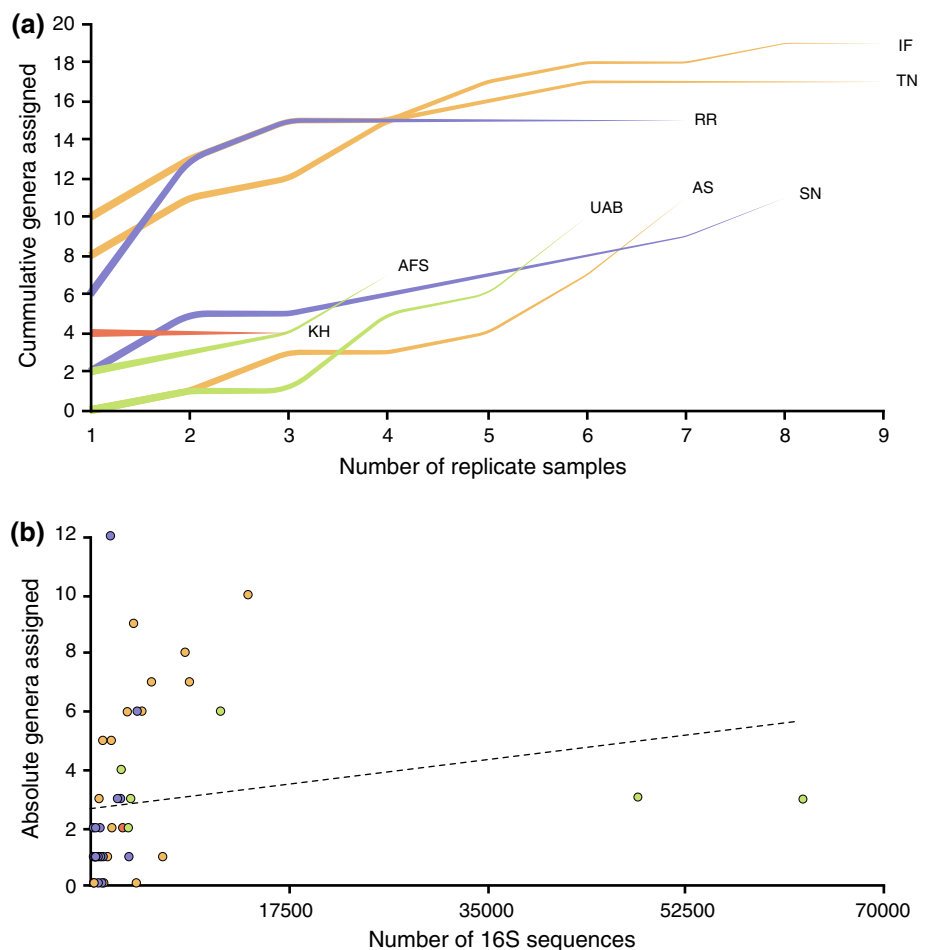 (a)
Cummulative genera assigned
20
18
16
14
12
10
8
6
4
2
0
IF
TN
RR
AS
SN
UAB
AFS
KH
1 2 3 4 5 6 7 8 9
Number of replicate samples
(b)
Absolute genera assigned
12
10
8
6
4
2
0
17500 35000 52500 70000
Number of 16S sequences